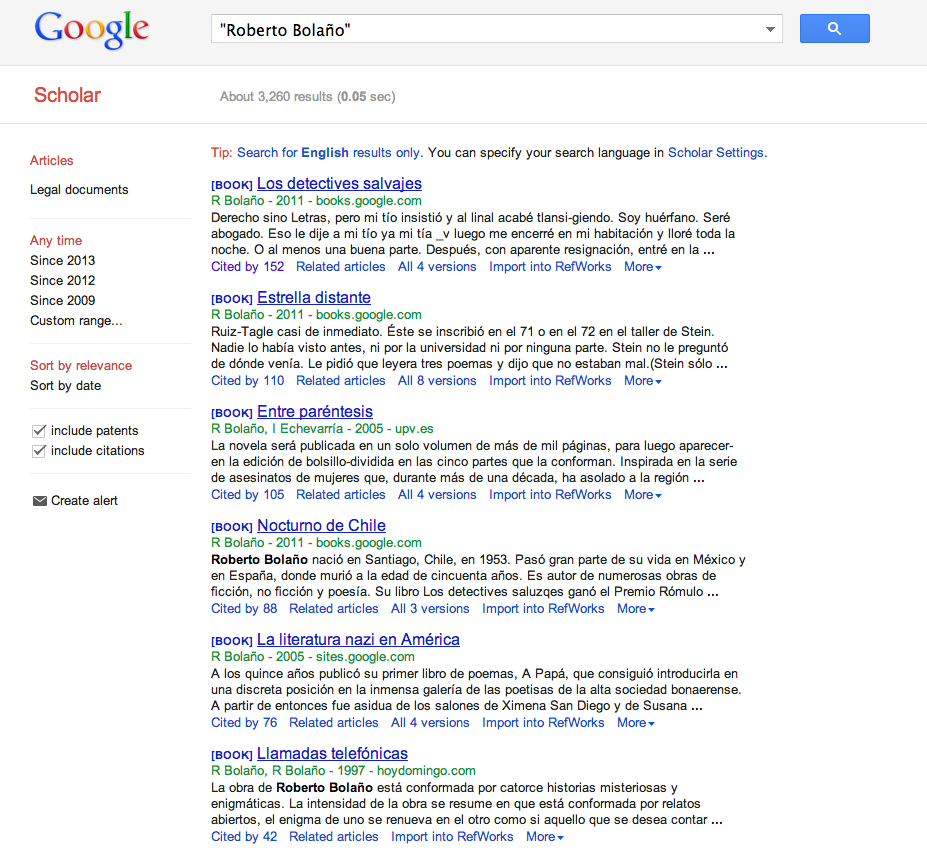 Google
"Roberto Bolaño"
Scholar
About 3,260 results (0.05 sec)
Articles
Legal documents
Any time
Since 2013
Since 2012
Since 2009
Custom range...
Sort by relevance
Sort by date
include patents
include citations
Create alert
Tip: Search for English results only. You can specify your search language in Scholar Settings.
[BOOK] Los detectives salvajes
R Bolaño - 2011 - books.google.com
Derecho sino Letras, pero mi tío insistió y al linal acabé tlansi-giendo. Soy huérfano. Seré
abogado. Eso le dije a mi tío ya mi tía _v luego me encerré en mi habitación y lloré toda la
noche. O al menos una buena parte. Después, con aparente resignación, entré en la ...
Cited by 152 Related articles All 4 versions Import into RefWorks More
[BOOK] Estrella distante
R Bolaño - 2011 - books.google.com
Ruiz-Tagle casi de inmediato. Éste se inscribió en el 71 o en el 72 en el taller de Stein.
Nadie lo había visto antes, ni por la universidad ni por ninguna parte. Stein no le preguntó
de dónde venía. Le pidió que leyera tres poemas y dijo que no estaban mal.(Stein sólo ...
Cited by 110 Related articles All 8 versions Import into RefWorks More
[BOOK] Entre paréntesis
R Bolaño, I Echevarría - 2005 - upv.es
La novela será publicada en un solo volumen de más de mil páginas, para luego aparecer-
en la edición de bolsillo-dividida en las cinco partes que la conforman. Inspirada en la serie
de asesinatos de mujeres que, durante más de una década, ha asolado a la región ...
Cited by 105 Related articles All 4 versions Import into RefWorks More
[BOOK] Nocturno de Chile
R Bolaño - 2011 - books.google.com
Roberto Bolaño nació en Santiago, Chile, en 1953. Pasó gran parte de su vida en México y
en España, donde murió a la edad de cincuenta años. Es autor de numerosas obras de
ficción, no ficción y poesía. Su libro Los detectives saluzqes ganó el Premio Rómulo ...
Cited by 88 Related articles All 3 versions Import into RefWorks More
[BOOK] La literatura nazi en América
R Bolaño - 2005 - sites.google.com
A los quince años publicó su primer libro de poemas, A Papá, que consiguió introducirla en
una discreta posición en la inmensa galería de las poetisas de la alta sociedad bonaerense.
A partir de entonces fue asidua de los salones de Ximena San Diego y de Susana ...
Cited by 76 Related articles All 4 versions Import into RefWorks More
[BOOK] Llamadas telefónicas
R Bolaño, R Bolaño - 1997 - hoydomingo.com
La obra de Roberto Bolaño está conformada por catorce historias misteriosas y
enigmáticas. La intensidad de la obra se resume en que está conformada por relatos
abiertos, el enigma de uno se renueva en el otro como si aquello que se desea contar ...
Cited by 42 Related articles Import into RefWorks More